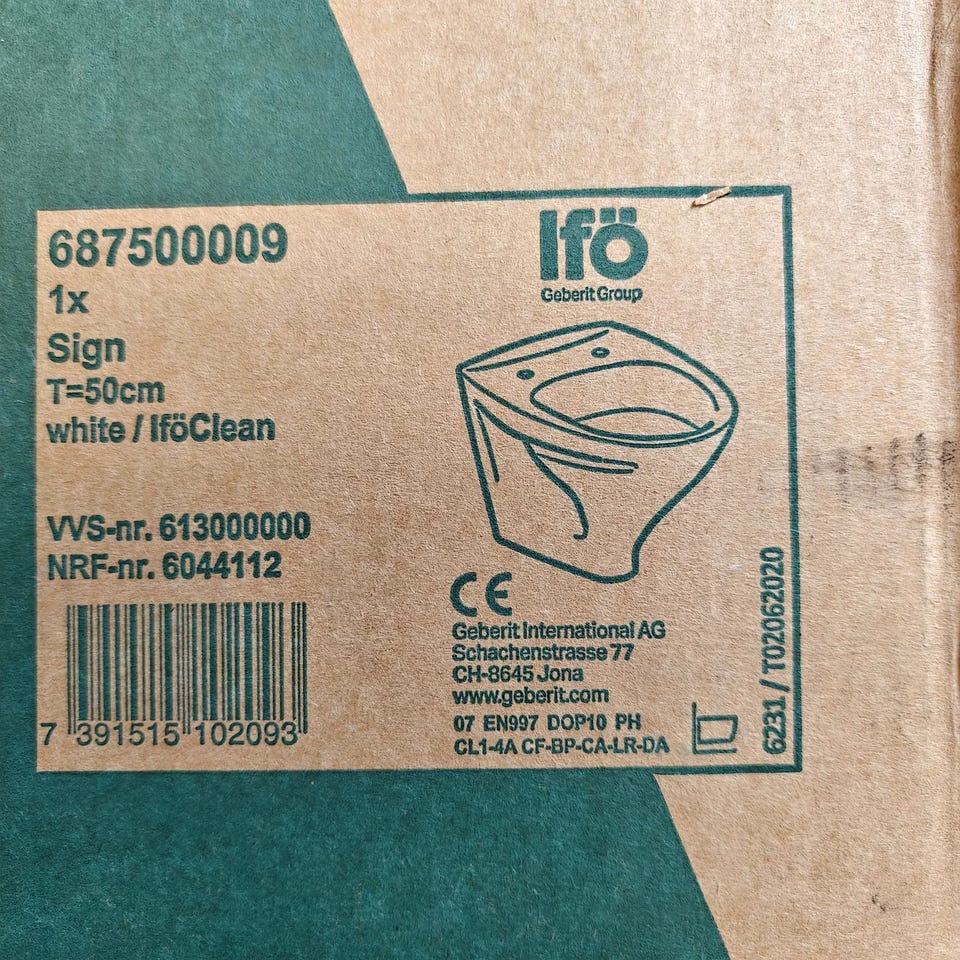 687500009
1x
Sign
T=50cm
white / IföClean
VVS-nr. 613000000
NRF-nr. 6044112
7 391515 102093
Ifö
Geberit Group
CE
Geberit International AG
Schachenstrasse 77
CH-8645 Jona
www.geberit.com
07 EN997 DOP10 PH
CL1-4A CF-BP-CA-LR-DA
6231 / T02062020